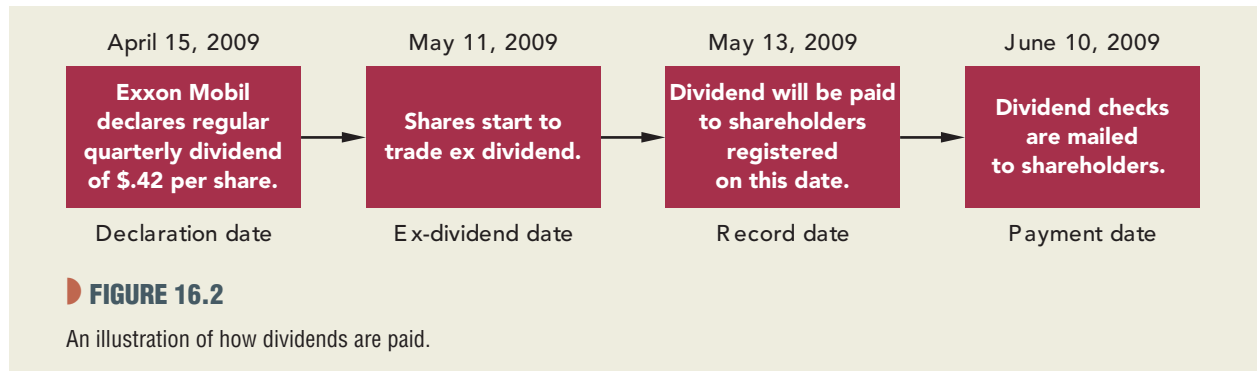 April 15, 2009
May 11, 2009
May 13, 2009
June 10, 2009
Exxon Mobil
declares regular
quarterly dividend
of $.42 per share.
Shares start to
trade ex dividend.
Dividend will be paid
to shareholders
registered
on this date.
Dividend checks
are mailed
to shareholders.
Declaration date
Ex-dividend date
Record date
Payment date
FIGURE 16.2
An illustration of how dividends are paid.